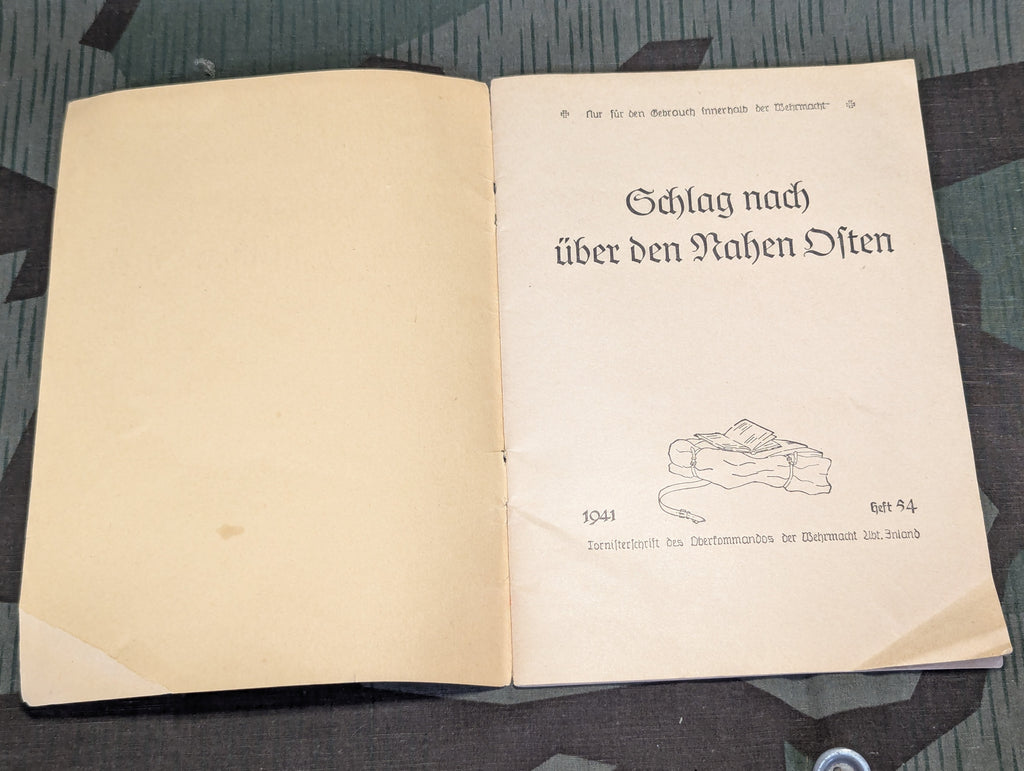 Nur für den Gebrauch innerhalb der Wehrmacht
Schlag nach
über den Nahen Oſten
1941
Heft 54
Torniſterſchrift des Oberkommandos der Wehrmacht Abt. Inland